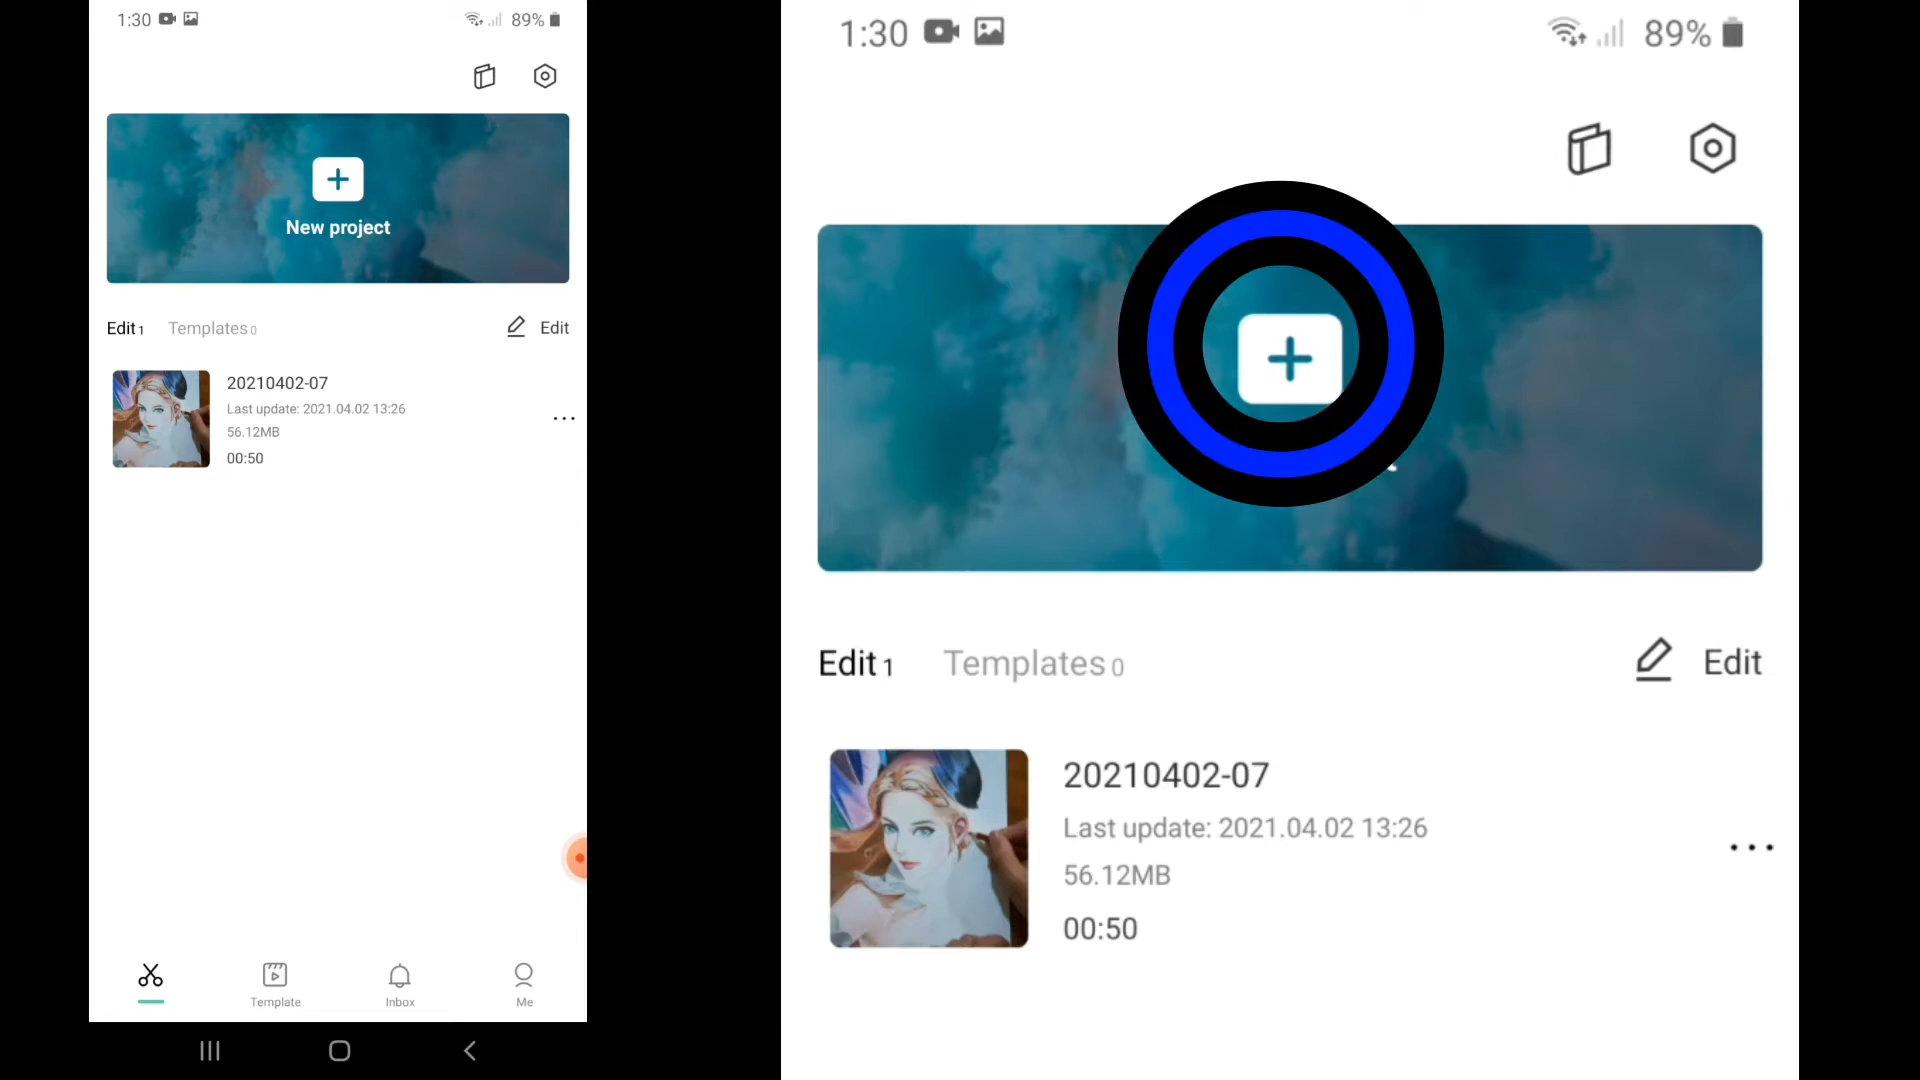 1:30
89%
New project
Edit 1
Templates 0
Edit
20210402-07
Last update: 2021.04.02 13:26
56.12MB
00:50
Template
Inbox
Me
1:30
89%
Edit 1
Templates 0
Edit
20210402-07
Last update: 2021.04.02 13:26
56.12MB
00:50